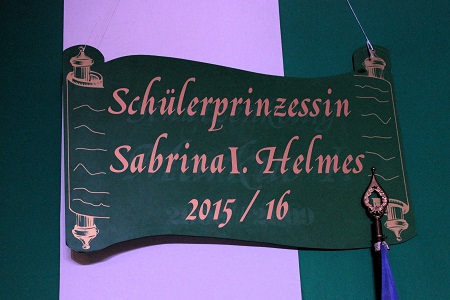 Schülerprinzessin
Sabrina I. Helmes
2015 / 16